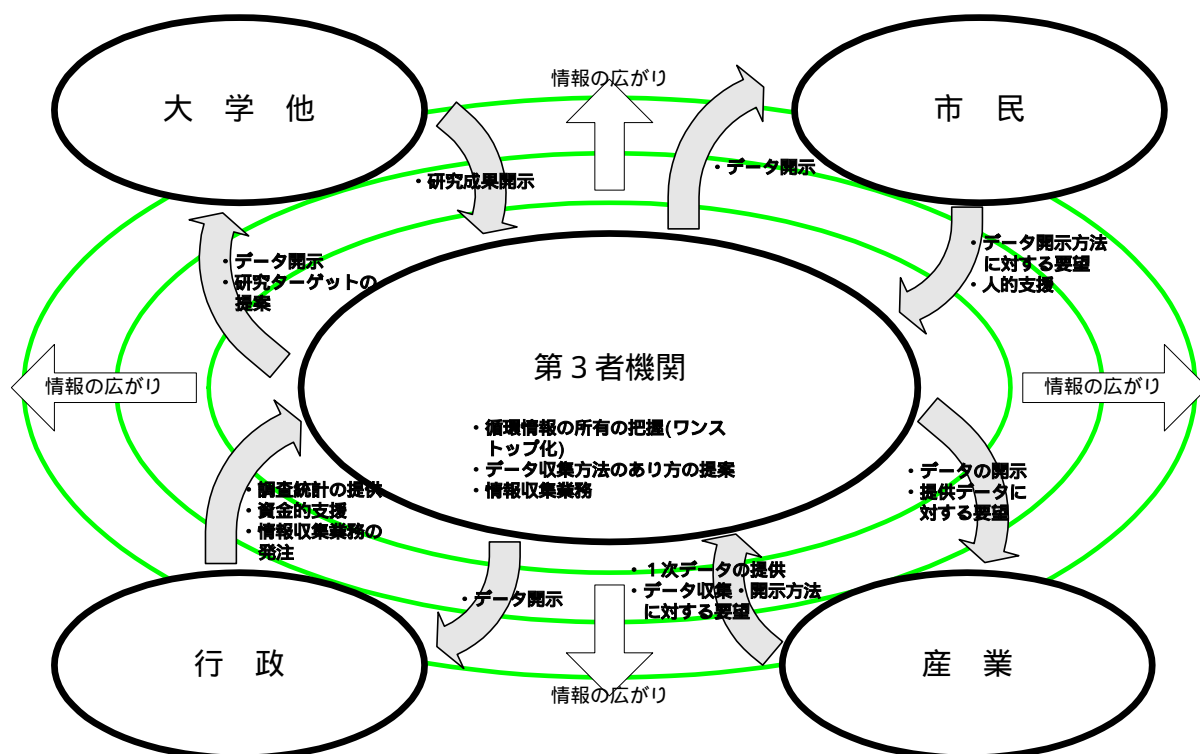 情報の広がり
大　学　他
市　民
・研究成果開示
・データ開示
・データ開示
・研究ターゲットの
提案
・データ開示方法
に対する要望
・人的支援
情報の広がり
第３者機関
・循環情報の所有の把握(ワンス
トップ化)
・データ収集方法のあり方の提案
・情報収集業務
情報の広がり
・調査統計の提供
・資金的支援
・情報収集業務の
発注
・データの開示
・提供データに
対する要望
・データ開示
・１次データの提供
・データ収集・開示方法
に対する要望
行　政
産　業
情報の広がり